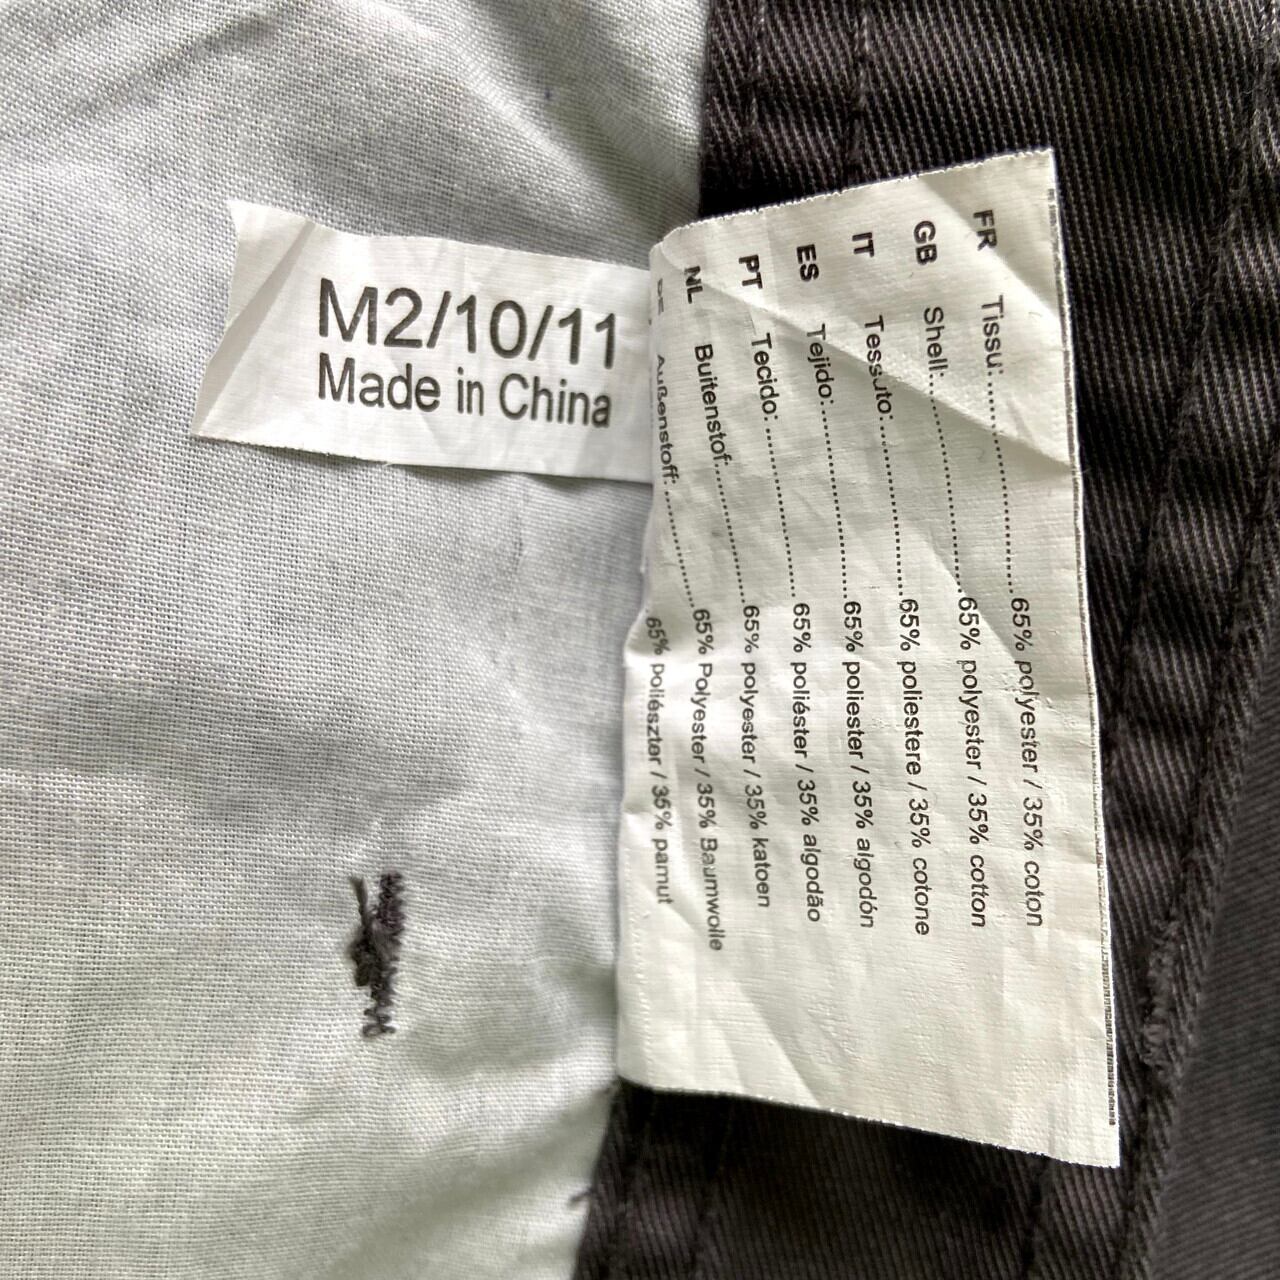 M2/10/11
Made in China
FR Tissu:..........................65% polyester / 35% coton
GB Shell:..........................65% polyester / 35% cotton
IT Tessuto:......................65% poliestere / 35% cotone
ES Tejido:........................65% poliester / 35% algodón
PT Tecido:.......................65% poliéster / 35% algodão
NL Buitenstof:..................65% polyester / 35% katoen
DE Außenstoff:.................65% Polyester / 35% Baumwolle
65% poliészter / 35% pamut